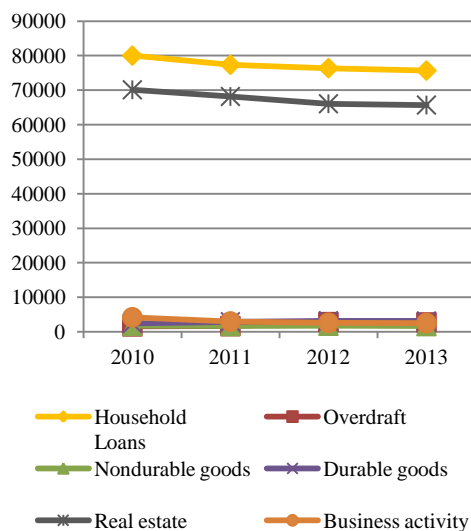 90000
80000
70000
60000
50000
40000
30000
20000
10000
0
2010 2011 2012 2013
Household Loans
Overdraft
Nondurable goods
Durable goods
Real estate
Business activity